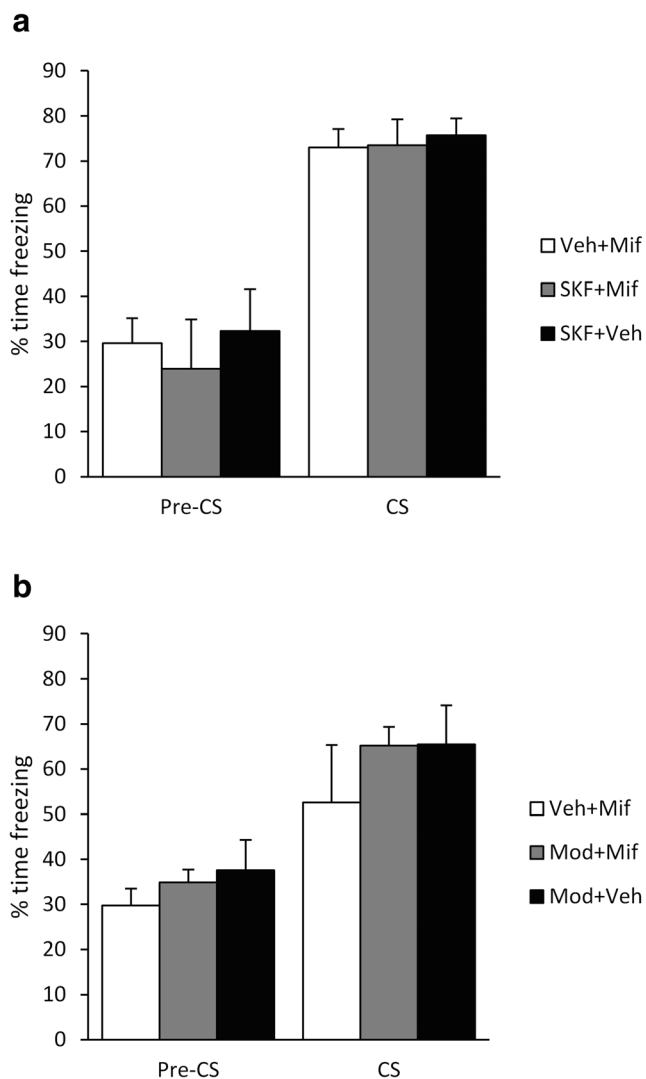 a
90
80
70
60
50
40
30
20
10
0
% time freezing
Pre-CS
CS
Veh+Mif
SKF+Mif
SKF+Veh
b
90
80
70
60
50
40
30
20
10
0
% time freezing
Pre-CS
CS
Veh+Mif
Mod+Mif
Mod+Veh